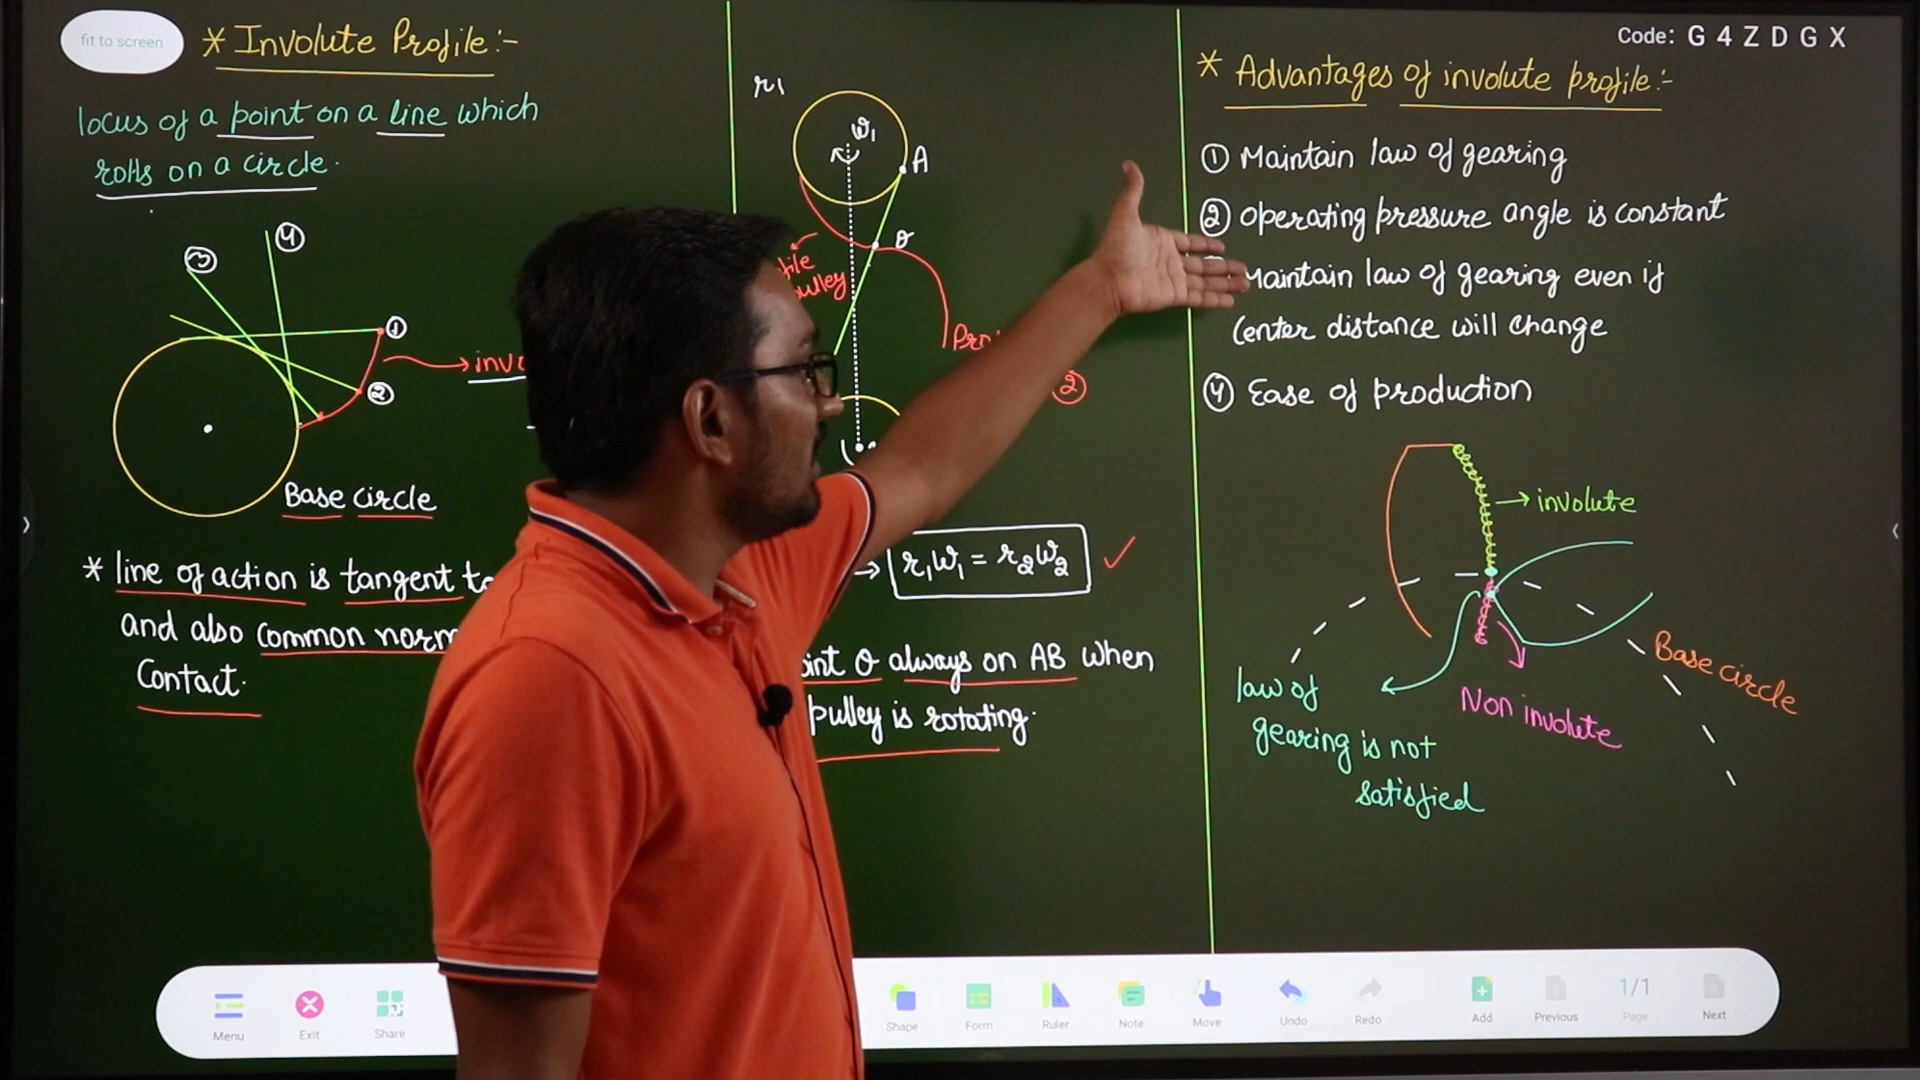 fit to screen
* Involute Profile:-
locus of a point on a line which
rolls on a circle.
3
4
1
2
Base circle
* line of action is tangent
and also common
Contact.
r1
ω1
A
O
2
→ r1ω1 = r2ω2 ✓
O always on AB when
pulley is rotating.
Code: G4ZDGX
* Advantages of involute profile:-
① Maintain law of gearing
② operating pressure angle is constant
Maintain law of gearing even if
Center distance will change
④ Ease of production
→ involute
Base circle
Non involute
law of
gearing is not
satisfied
Menu
Exit
Share
Shape
Form
Ruler
Note
Move
Undo
Redo
Add
Previous
1/1
Page
Next